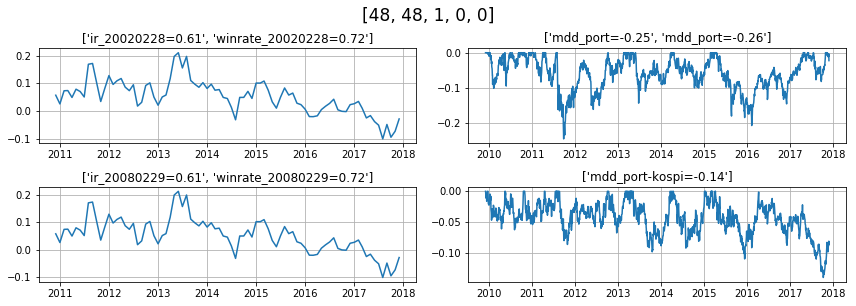 [48, 48, 1, 0, 0]
['ir_20020228=0.61', 'winrate_20020228=0.72']
0.2
0.1
0.0
−0.1
2011 2012 2013 2014 2015 2016 2017 2018
['mdd_port=-0.25', 'mdd_port=-0.26']
0.0
−0.1
−0.2
2010 2011 2012 2013 2014 2015 2016 2017 2018
['ir_20080229=0.61', 'winrate_20080229=0.72']
0.2
0.1
0.0
−0.1
2011 2012 2013 2014 2015 2016 2017 2018
['mdd_port-kospi=-0.14']
0.00
−0.05
−0.10
2010 2011 2012 2013 2014 2015 2016 2017 2018